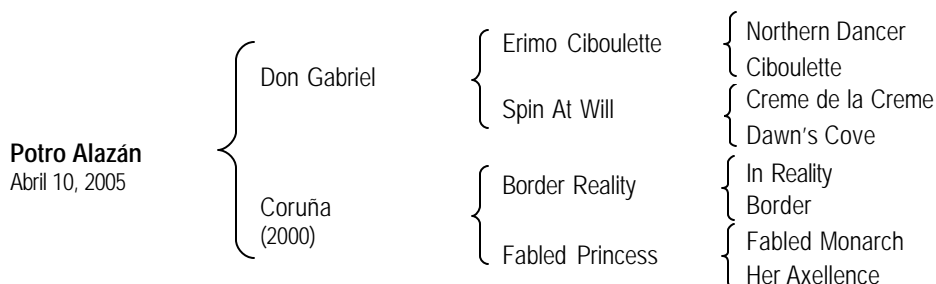 Potro Alazán
Abril 10, 2005
Don Gabriel
Coruña
(2000)
Erimo Ciboulette
Spin At Will
Border Reality
Fabled Princess
Northern Dancer
Ciboulette
Creme de la Creme
Dawn's Cove
In Reality
Border
Fabled Monarch
Her Axellence